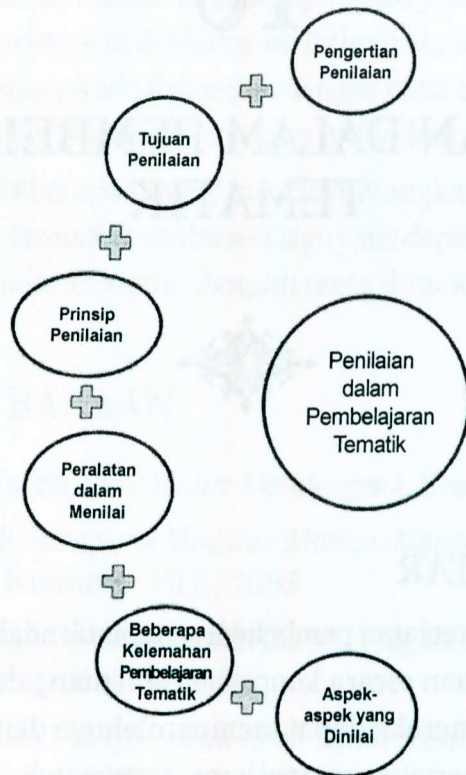 Pengertian
Penilaian
Tujuan
Penilaian
Prinsip
Penilaian
Penilaian
dalam
Pembelajaran
Tematik
Peralatan
dalam
Menilai
Beberapa
Kelemahan
Pembelajaran
Tematik
Aspek-
aspek yang
Dinilai